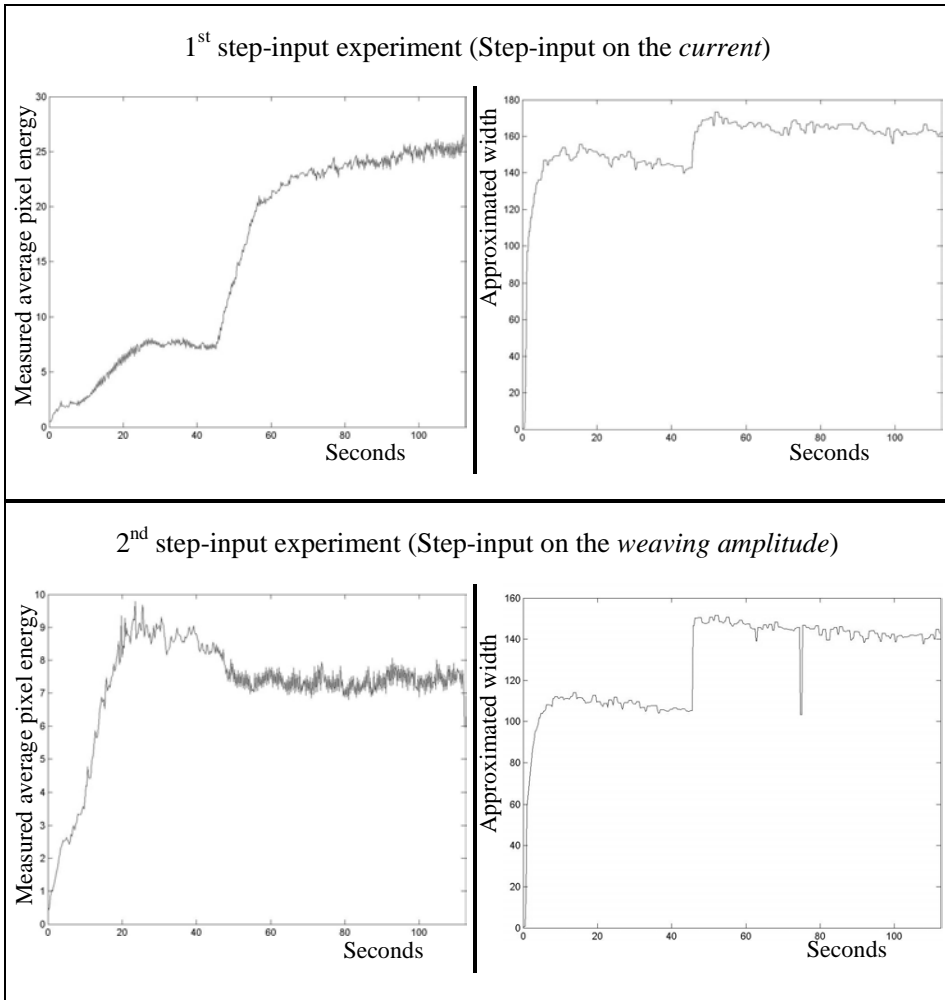 1st step-input experiment (Step-input on the current)
Measured average pixel energy
30
25
20
15
10
5
0
0 20 40 60 80 100
Seconds
Approximated width
180
160
140
120
100
80
60
40
20
0
0 20 40 60 80 100
Seconds
2nd step-input experiment (Step-input on the weaving amplitude)
Measured average pixel energy
10
9
8
7
6
5
4
3
2
1
0
0 20 40 60 80 100
Seconds
Approximated width
160
140
120
100
80
60
40
20
0
0 20 40 60 80 100
Seconds